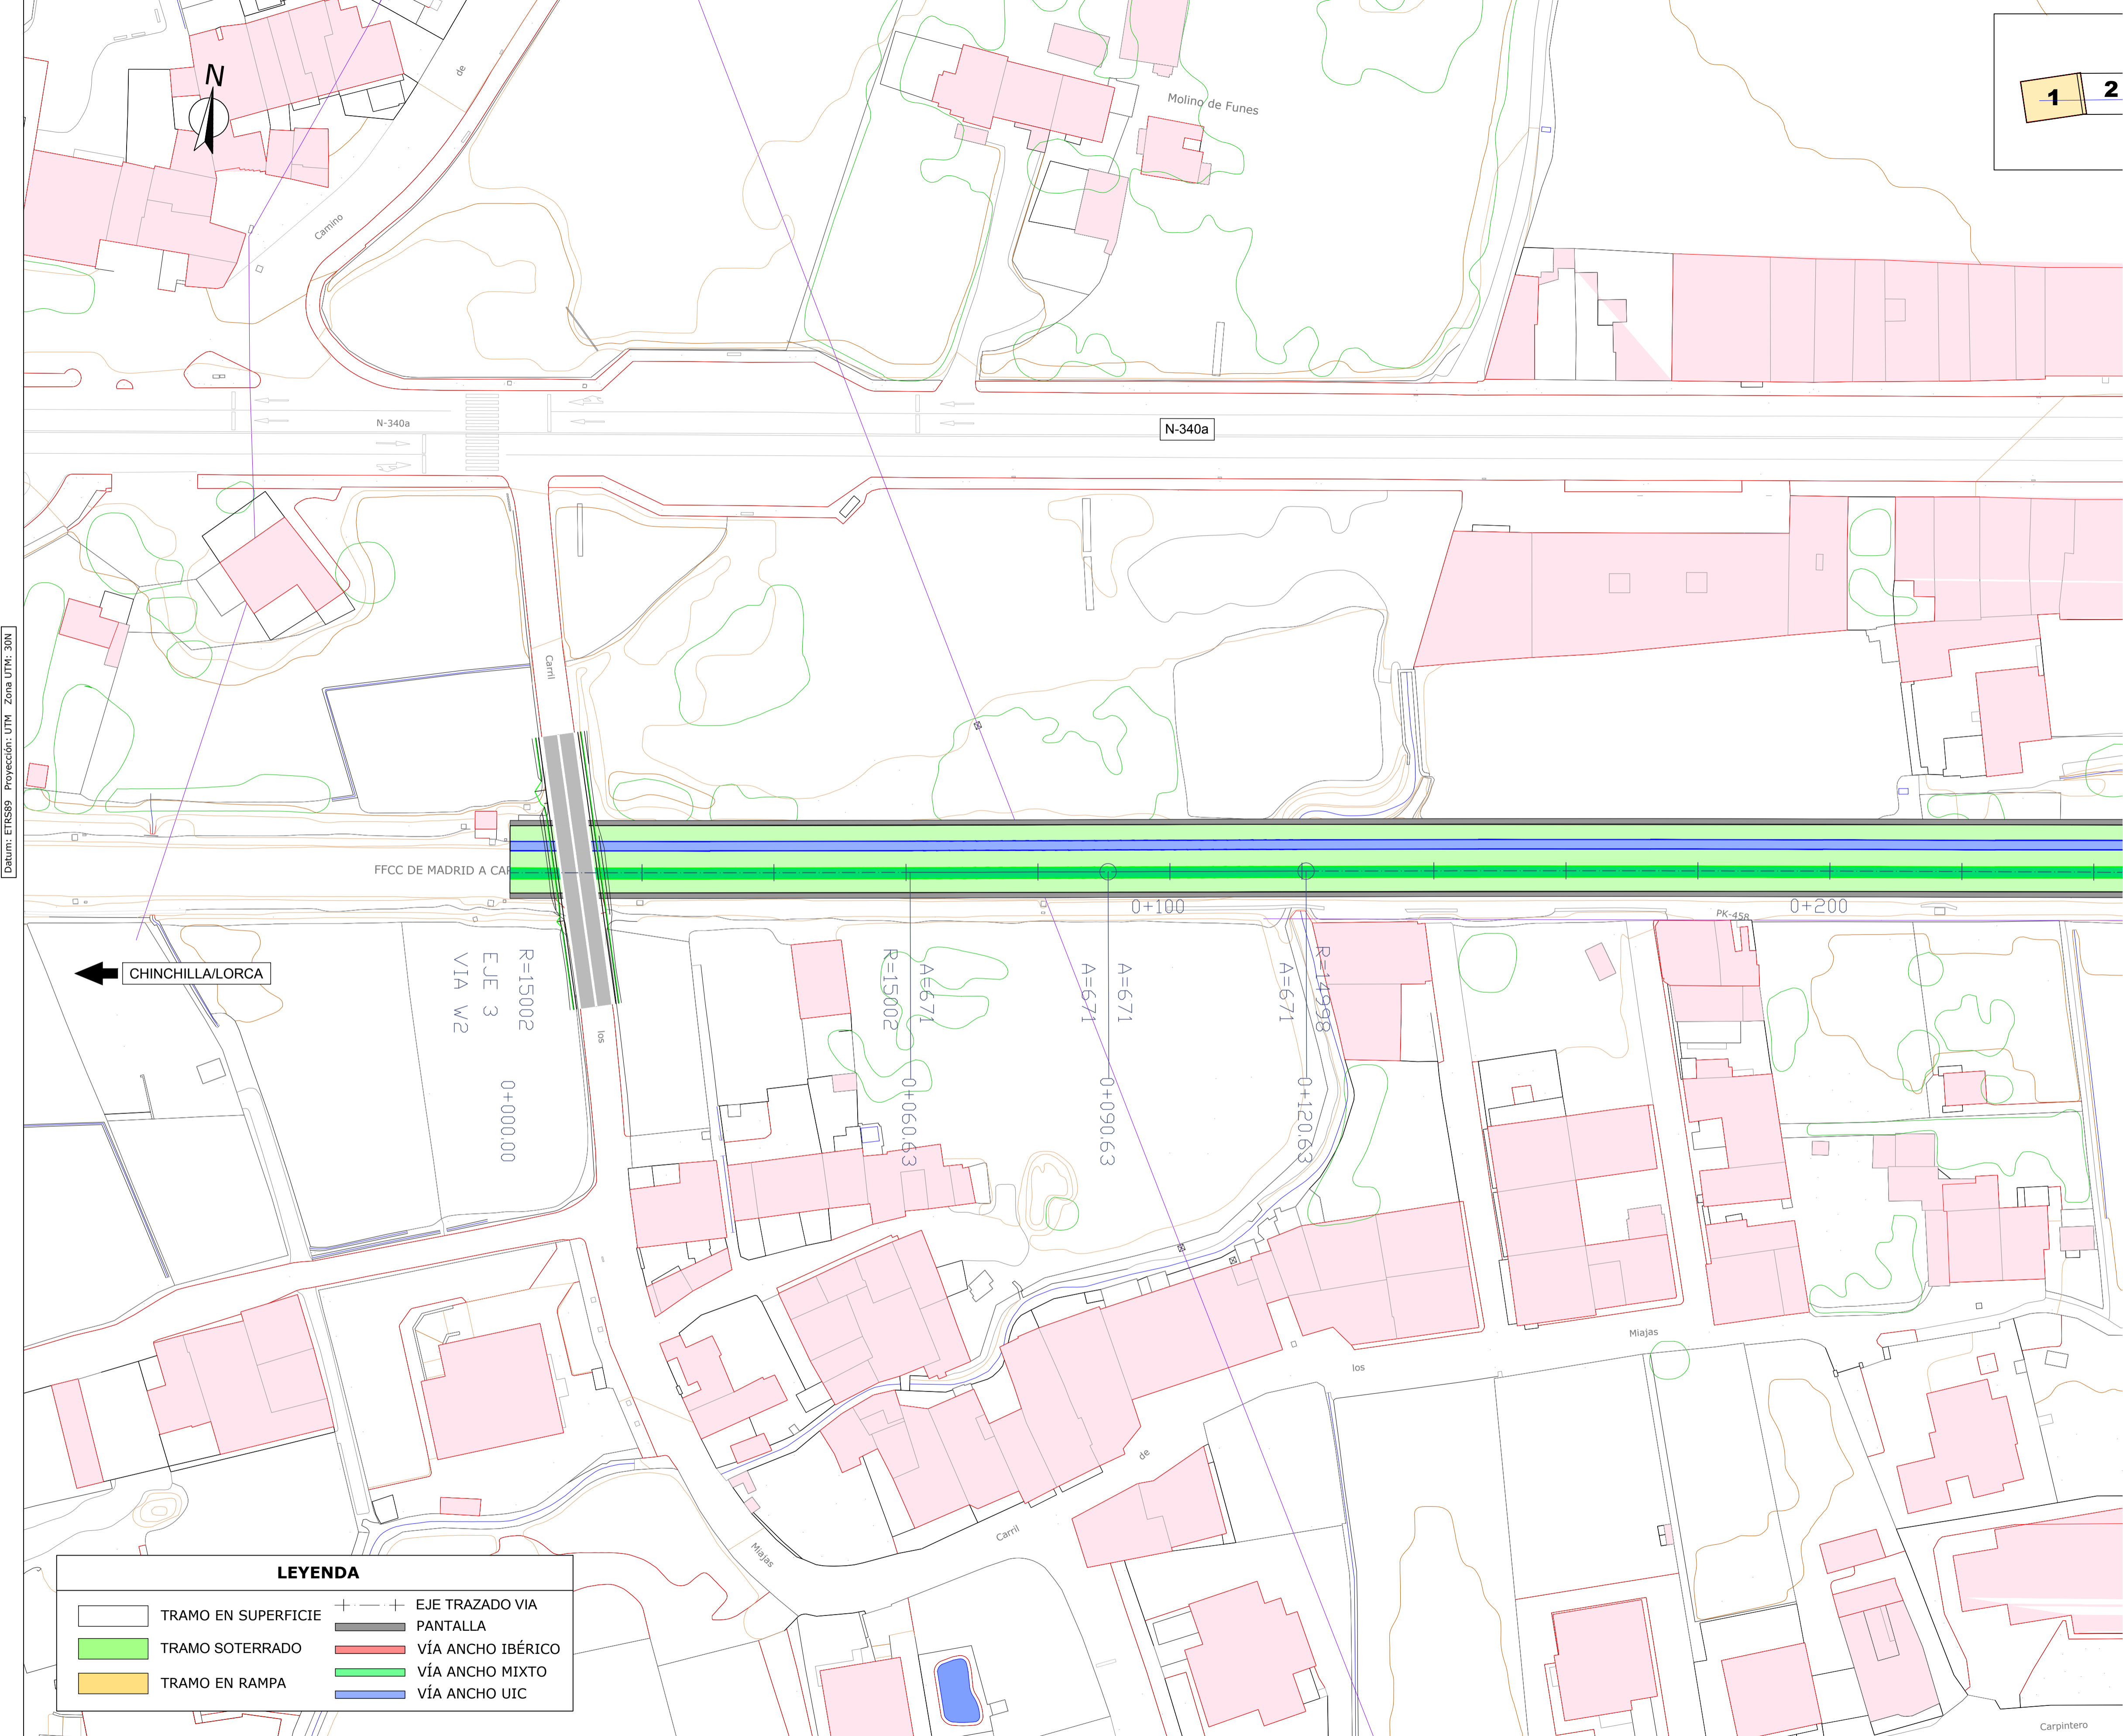 N
de
Camino
Molino de Funes
1
2
N-340a
N-340a
Carril
Datum: ETRS89 Proyección: UTM Zona UTM: 30N
FFCC DE MADRID A CAR
0+100
PK-458
0+200
CHINCHILLA/LORCA
VIA W2
EJE 3
R=15002
0+000.00
los
R=15002
A=671
0+060.63
A=671
A=671
0+090.63
A=671
R=14998
0+120.63
Miajas
los
de
Carril
Miajas
Carpintero
LEYENDA
TRAMO EN SUPERFICIE
TRAMO SOTERRADO
TRAMO EN RAMPA
EJE TRAZADO VIA
PANTALLA
VÍA ANCHO IBÉRICO
VÍA ANCHO MIXTO
VÍA ANCHO UIC